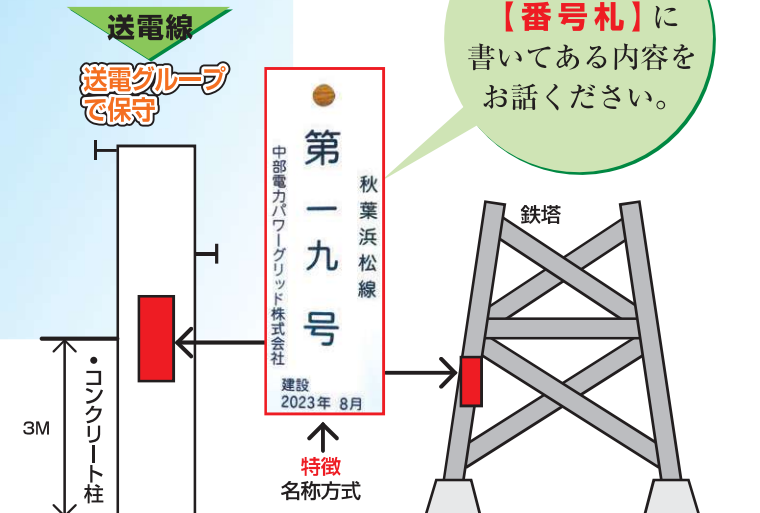 送電線
送電グループ
で保守
【番号札】に
書いてある内容を
お話ください。
秋葉浜松線
第一九号
中部電力パワーグリッド株式会社
建設
2023年 8月
特徴
名称方式
鉄塔
3M
・コンクリート柱